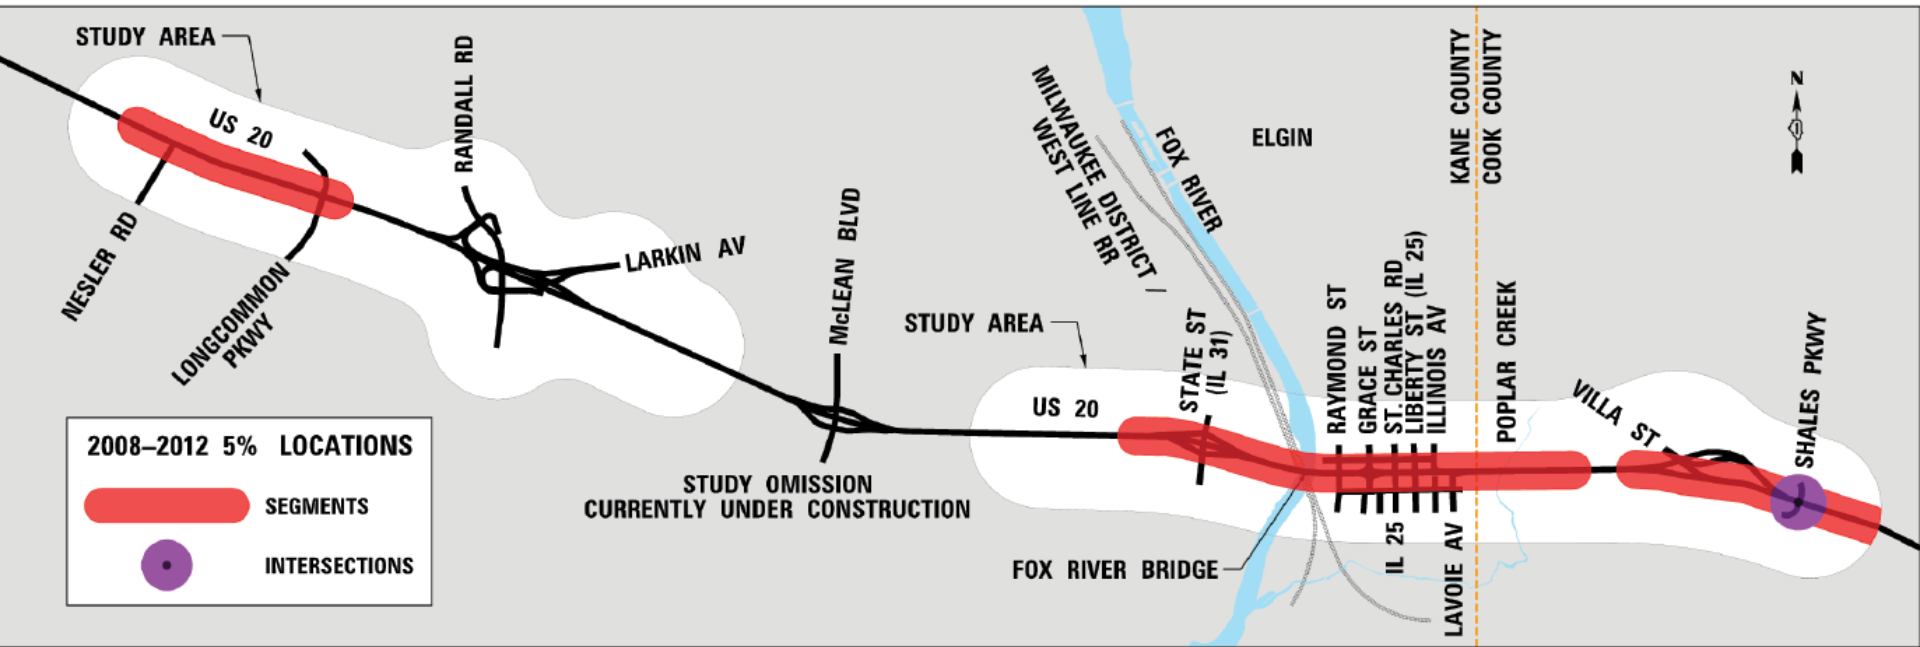 STUDY AREA
US 20
RANDALL RD
NESLER RD
LONGCOMMON
PKWY
LARKIN AV
McLEAN BLVD
STUDY OMISSION
CURRENTLY UNDER CONSTRUCTION
STUDY AREA
US 20
MILWAUKEE DISTRICT
WEST LINE RR
FOX RIVER
ELGIN
KANE COUNTY
COOK COUNTY
N
STATE ST
(IL 31)
RAYMOND ST
GRACE ST
ST. CHARLES RD
LIBERTY ST (IL 25)
ILLINOIS AV
POPLAR CREEK
VILLA ST
SHALES PKWY
FOX RIVER BRIDGE
IL 25
LAVOIE AV
2008–2012 5% LOCATIONS
SEGMENTS
INTERSECTIONS